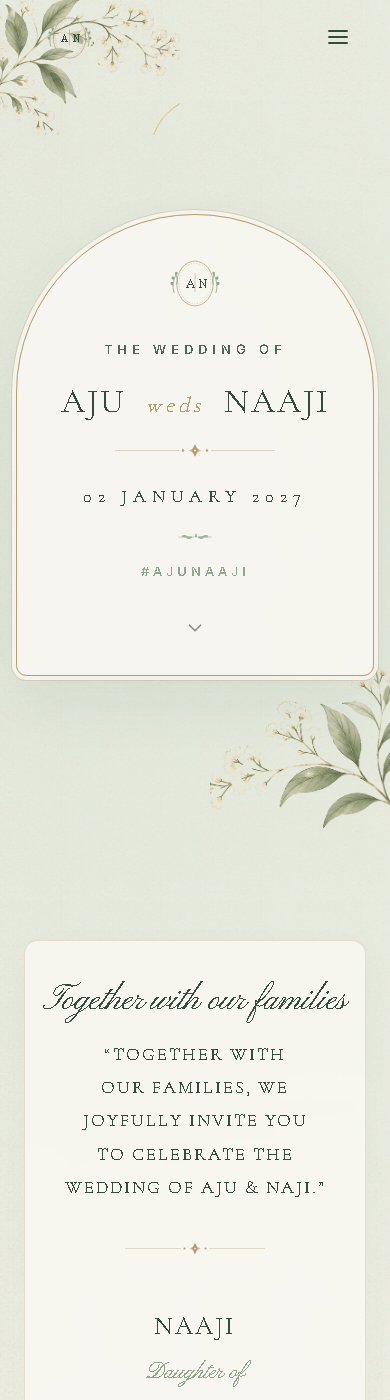 AN
AN
THE WEDDING OF
AJU weds NAAJI
02 JANUARY 2027
#AJUNAAJI
Together with our families
“TOGETHER WITH
OUR FAMILIES, WE
JOYFULLY INVITE YOU
TO CELEBRATE THE
WEDDING OF AJU & NAJI.”
NAAJI
Daughter of